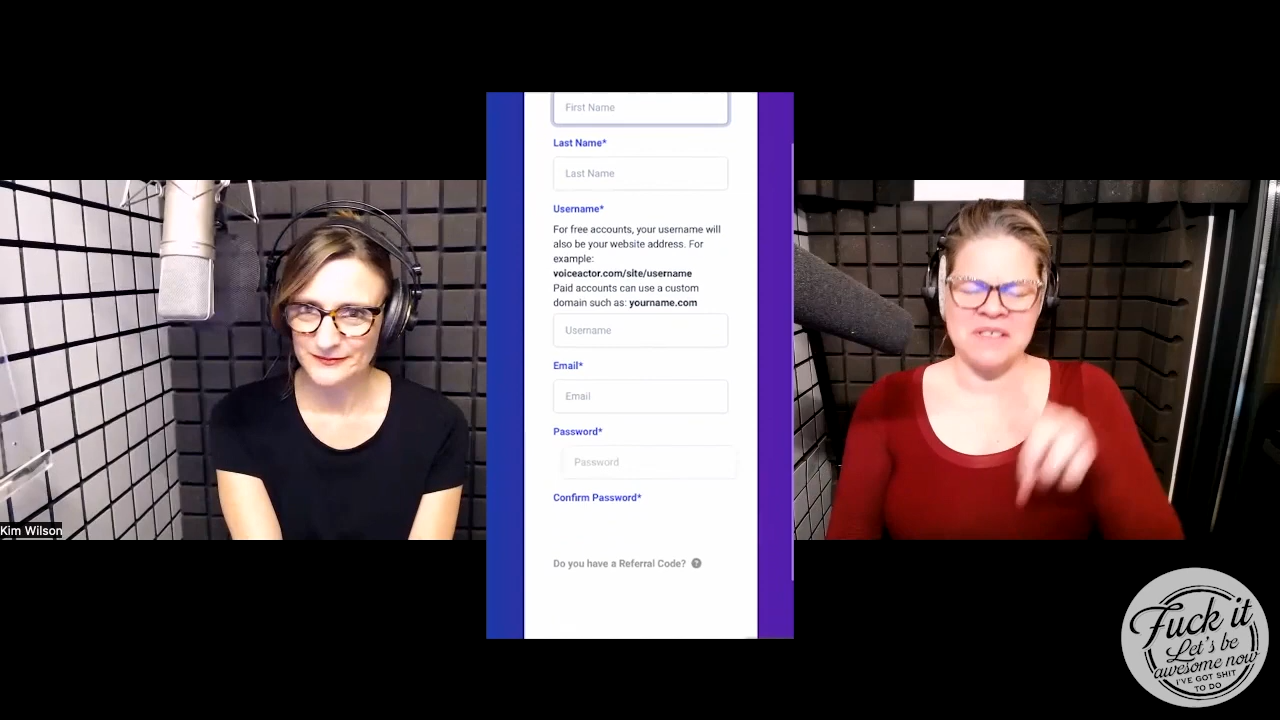 First Name
Last Name*
Last Name
Username*
For free accounts, your username will
also be your website address. For
example:
voiceactor.com/site/username
Paid accounts can use a custom
domain such as: yourname.com
Username
Email*
Email
Password*
Password
Confirm Password*
Do you have a Referral Code? ?
Kim Wilson
Fuck it
Let's be
awesome now
I'VE GOT SHIT
TO DO